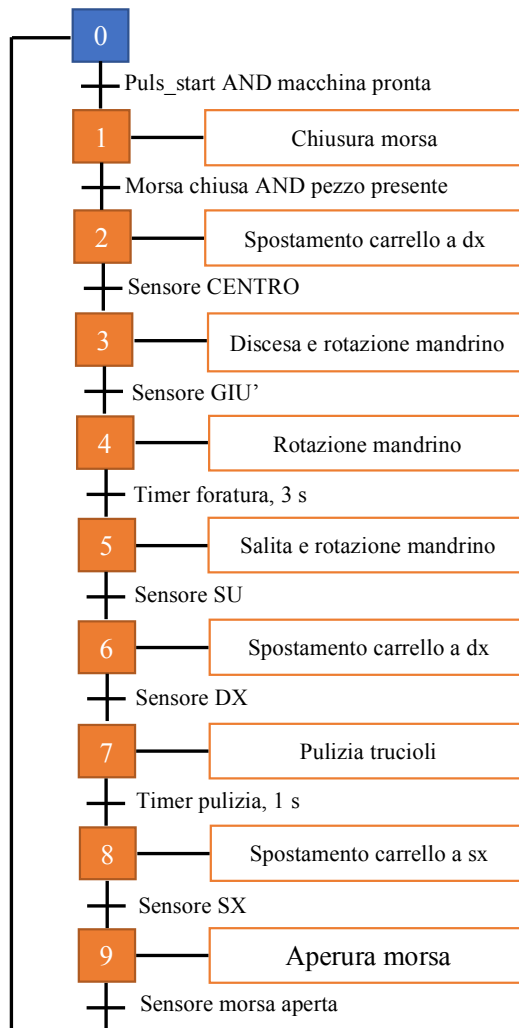 0
Puls_start AND macchina pronta
1
Chiusura morsa
Morsa chiusa AND pezzo presente
2
Spostamento carrello a dx
Sensore CENTRO
3
Discesa e rotazione mandrino
Sensore GIU’
4
Rotazione mandrino
Timer foratura, 3 s
5
Salita e rotazione mandrino
Sensore SU
6
Spostamento carrello a dx
Sensore DX
7
Pulizia trucioli
Timer pulizia, 1 s
8
Spostamento carrello a sx
Sensore SX
9
Aperura morsa
Sensore morsa aperta